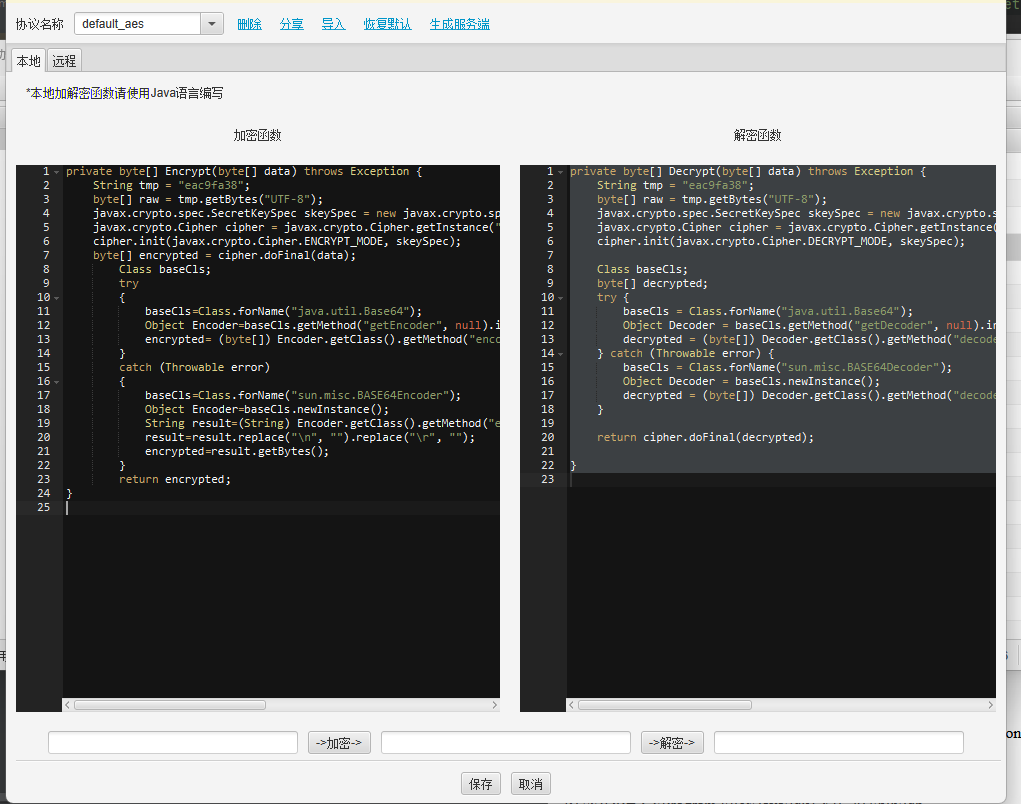 协议名称 default_aes 删除 分享 导入 恢复默认 生成服务端
本地 远程
*本地加解密函数请使用Java语言编写
加密函数
1 private byte[] Encrypt(byte[] data) throws Exception {
2 String tmp = "eac9fa38";
3 byte[] raw = tmp.getBytes("UTF-8");
4 javax.crypto.spec.SecretKeySpec skeySpec = new javax.crypto.sp
5 javax.crypto.Cipher cipher = javax.crypto.Cipher.getInstance("
6 cipher.init(javax.crypto.Cipher.ENCRYPT_MODE, skeySpec);
7 byte[] encrypted = cipher.doFinal(data);
8 Class baseCls;
9 try
10 {
11 baseCls=Class.forName("java.util.Base64");
12 Object Encoder=baseCls.getMethod("getEncoder", null).i
13 encrypted= (byte[]) Encoder.getClass().getMethod("enco
14 }
15 catch (Throwable error)
16 {
17 baseCls=Class.forName("sun.misc.BASE64Encoder");
18 Object Encoder=baseCls.newInstance();
19 String result=(String) Encoder.getClass().getMethod("e
20 result=result.replace("\n", "").replace("\r", "");
21 encrypted=result.getBytes();
22 }
23 return encrypted;
24 }
25
解密函数
1 private byte[] Decrypt(byte[] data) throws Exception {
2 String tmp = "eac9fa38";
3 byte[] raw = tmp.getBytes("UTF-8");
4 javax.crypto.spec.SecretKeySpec skeySpec = new javax.crypto.s
5 javax.crypto.Cipher cipher = javax.crypto.Cipher.getInstance(
6 cipher.init(javax.crypto.Cipher.DECRYPT_MODE, skeySpec);
7
8 Class baseCls;
9 byte[] decrypted;
10 try {
11 baseCls = Class.forName("java.util.Base64");
12 Object Decoder = baseCls.getMethod("getDecoder", null).in
13 decrypted = (byte[]) Decoder.getClass().getMethod("decode
14 } catch (Throwable error) {
15 baseCls = Class.forName("sun.misc.BASE64Decoder");
16 Object Decoder = baseCls.newInstance();
17 decrypted = (byte[]) Decoder.getClass().getMethod("decode
18 }
19
20 return cipher.doFinal(decrypted);
21
22 }
23
->加密-> ->解密->
保存 取消